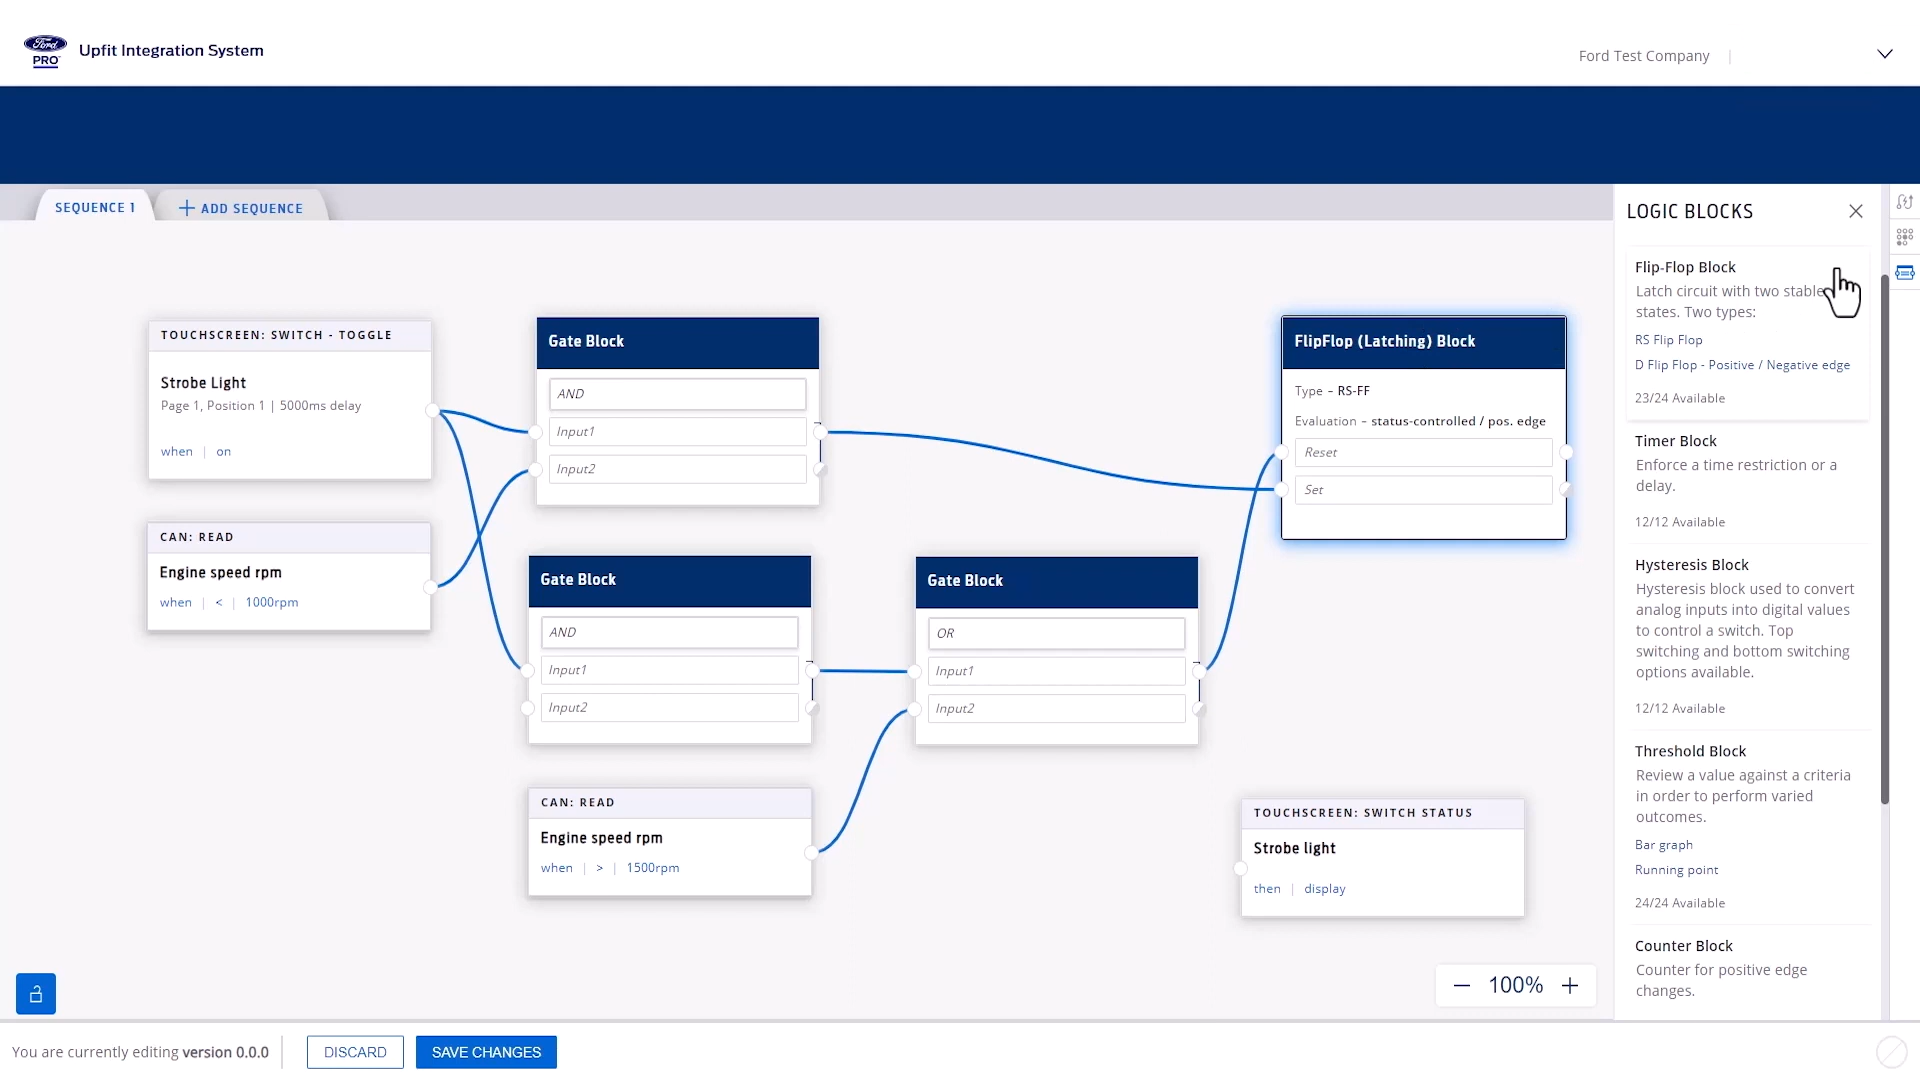 Ford
PRO
Upfit Integration System
Ford Test Company
SEQUENCE 1
ADD SEQUENCE
TOUCHSCREEN: SWITCH - TOGGLE
Strobe Light
Page 1, Position 1 | 5000ms delay
when | on
CAN: READ
Engine speed rpm
when | < | 1000rpm
Gate Block
AND
Input1
Input2
Gate Block
AND
Input1
Input2
CAN: READ
Engine speed rpm
when | > | 1500rpm
Gate Block
OR
Input1
Input2
FlipFlop (Latching) Block
Type – RS-FF
Evaluation – status-controlled / pos. edge
Reset
Set
TOUCHSCREEN: SWITCH STATUS
Strobe light
then | display
100%
LOGIC BLOCKS
Flip-Flop Block
Latch circuit with two stable
states. Two types:
RS Flip Flop
D Flip Flop - Positive / Negative edge
23/24 Available
Timer Block
Enforce a time restriction or a
delay.
12/12 Available
Hysteresis Block
Hysteresis block used to convert
analog inputs into digital values
to control a switch. Top
switching and bottom switching
options available.
12/12 Available
Threshold Block
Review a value against a criteria
in order to perform varied
outcomes.
Bar graph
Running point
24/24 Available
Counter Block
Counter for positive edge
changes.
You are currently editing version 0.0.0
DISCARD
SAVE CHANGES